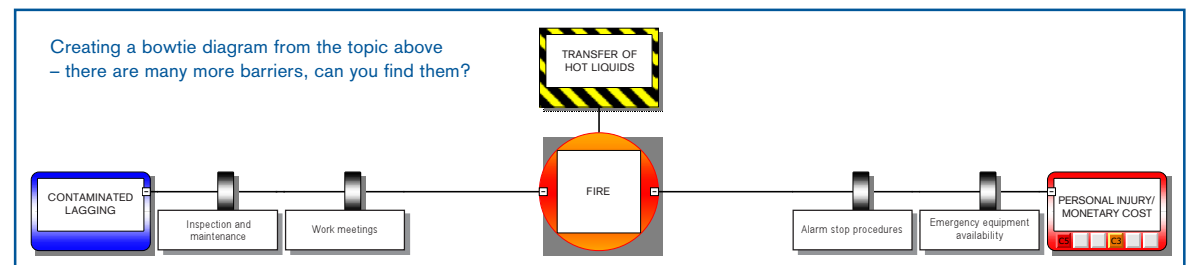 Creating a bowtie diagram from the topic above
– there are many more barriers, can you find them?
TRANSFER OF
HOT LIQUIDS
CONTAMINATED
LAGGING
Inspection and
maintenance
Work meetings
FIRE
Alarm stop procedures
Emergency equipment
availability
PERSONAL INJURY/
MONETARY COST
C5 C3